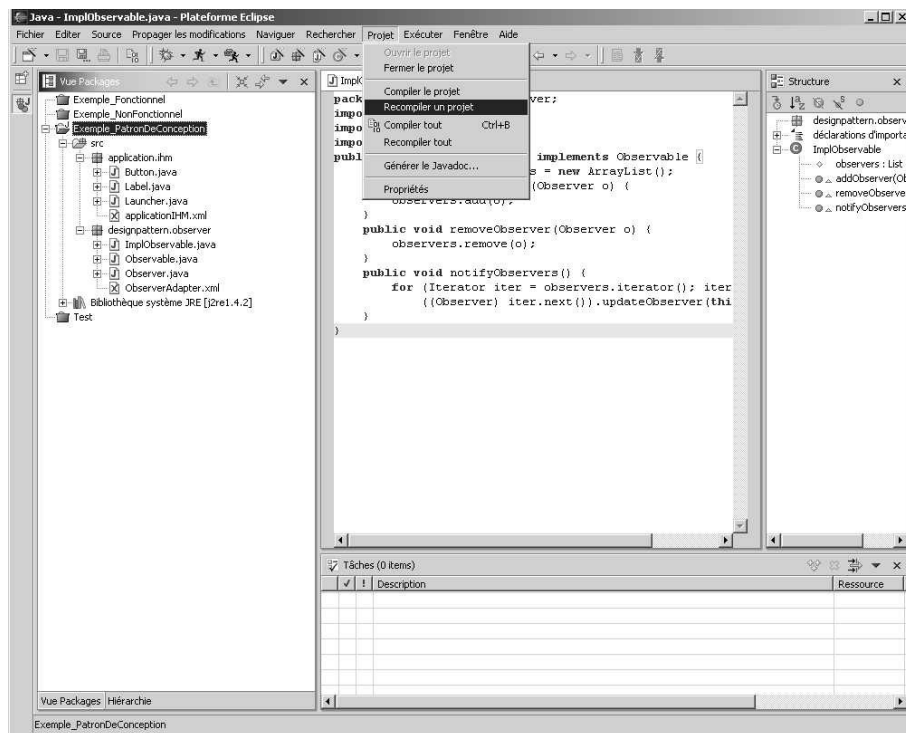 Java - ImplObservable.java - Plateforme Eclipse
Fichier Editer Source Propager les modifications Naviguer Rechercher Projet Exécuter Fenêtre Aide
Vue Packages
Exemple_Fonctionnel
Exemple_NonFonctionnel
Exemple_PatronDeConception
src
application.ihm
Button.java
Label.java
Launcher.java
applicationIHM.xml
designpattern.observer
ImplObservable.java
Observable.java
Observer.java
ObserverAdapter.xml
Bibliothèque système JRE [j2re1.4.2]
Test
Vue Packages Hiérarchie
Ouvrir le projet
Fermer le projet
Compiler le projet
Recompiler un projet
Compiler tout Ctrl+B
Recompiler tout
Générer le Javadoc...
Propriétés
Impl
pack ver;
impo
impo
impo
publ implements Observable {
s = new ArrayList();
(Observer o) {
observers.add(o);
}
public void removeObserver(Observer o) {
observers.remove(o);
}
public void notifyObservers() {
for (Iterator iter = observers.iterator(); iter
((Observer) iter.next()).updateObserver(thi
}
}
Structure
designpattern.observ
déclarations d'importa
ImplObservable
observers : List
addObserver(Ob
removeObserve
notifyObservers
Tâches (0 items)
! Description Ressource
Exemple_PatronDeConception